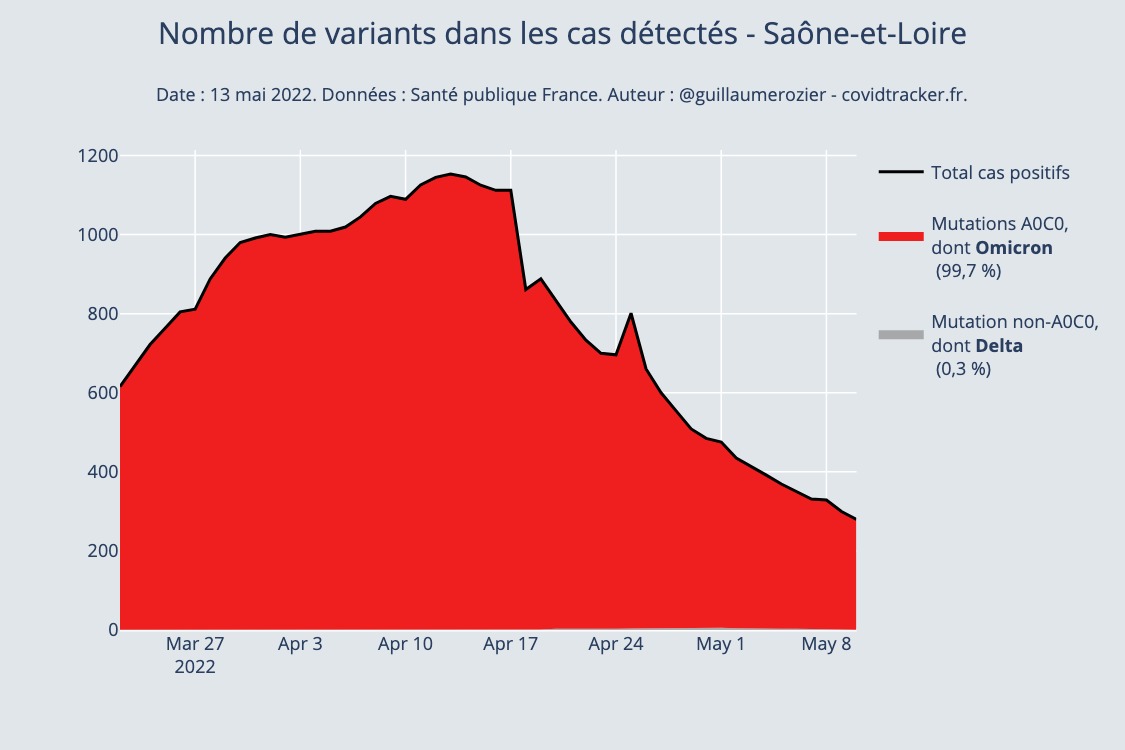 Nombre de variants dans les cas détectés - Saône-et-Loire
Date : 13 mai 2022. Données : Santé publique France. Auteur : @guillaumerozier - covidtracker.fr.
1200
1000
800
600
400
200
0
Mar 27
2022
Apr 3
Apr 10
Apr 17
Apr 24
May 1
May 8
Total cas positifs
Mutations A0C0,
dont Omicron
(99,7 %)
Mutation non-A0C0,
dont Delta
(0,3 %)